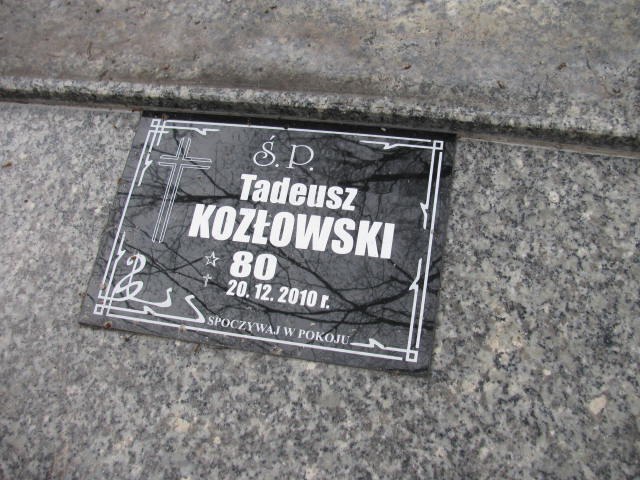 Ś.P.
Tadeusz
KOZŁOWSKI
80
20. 12. 2010 r.
SPOCZYWAJ W POKOJU